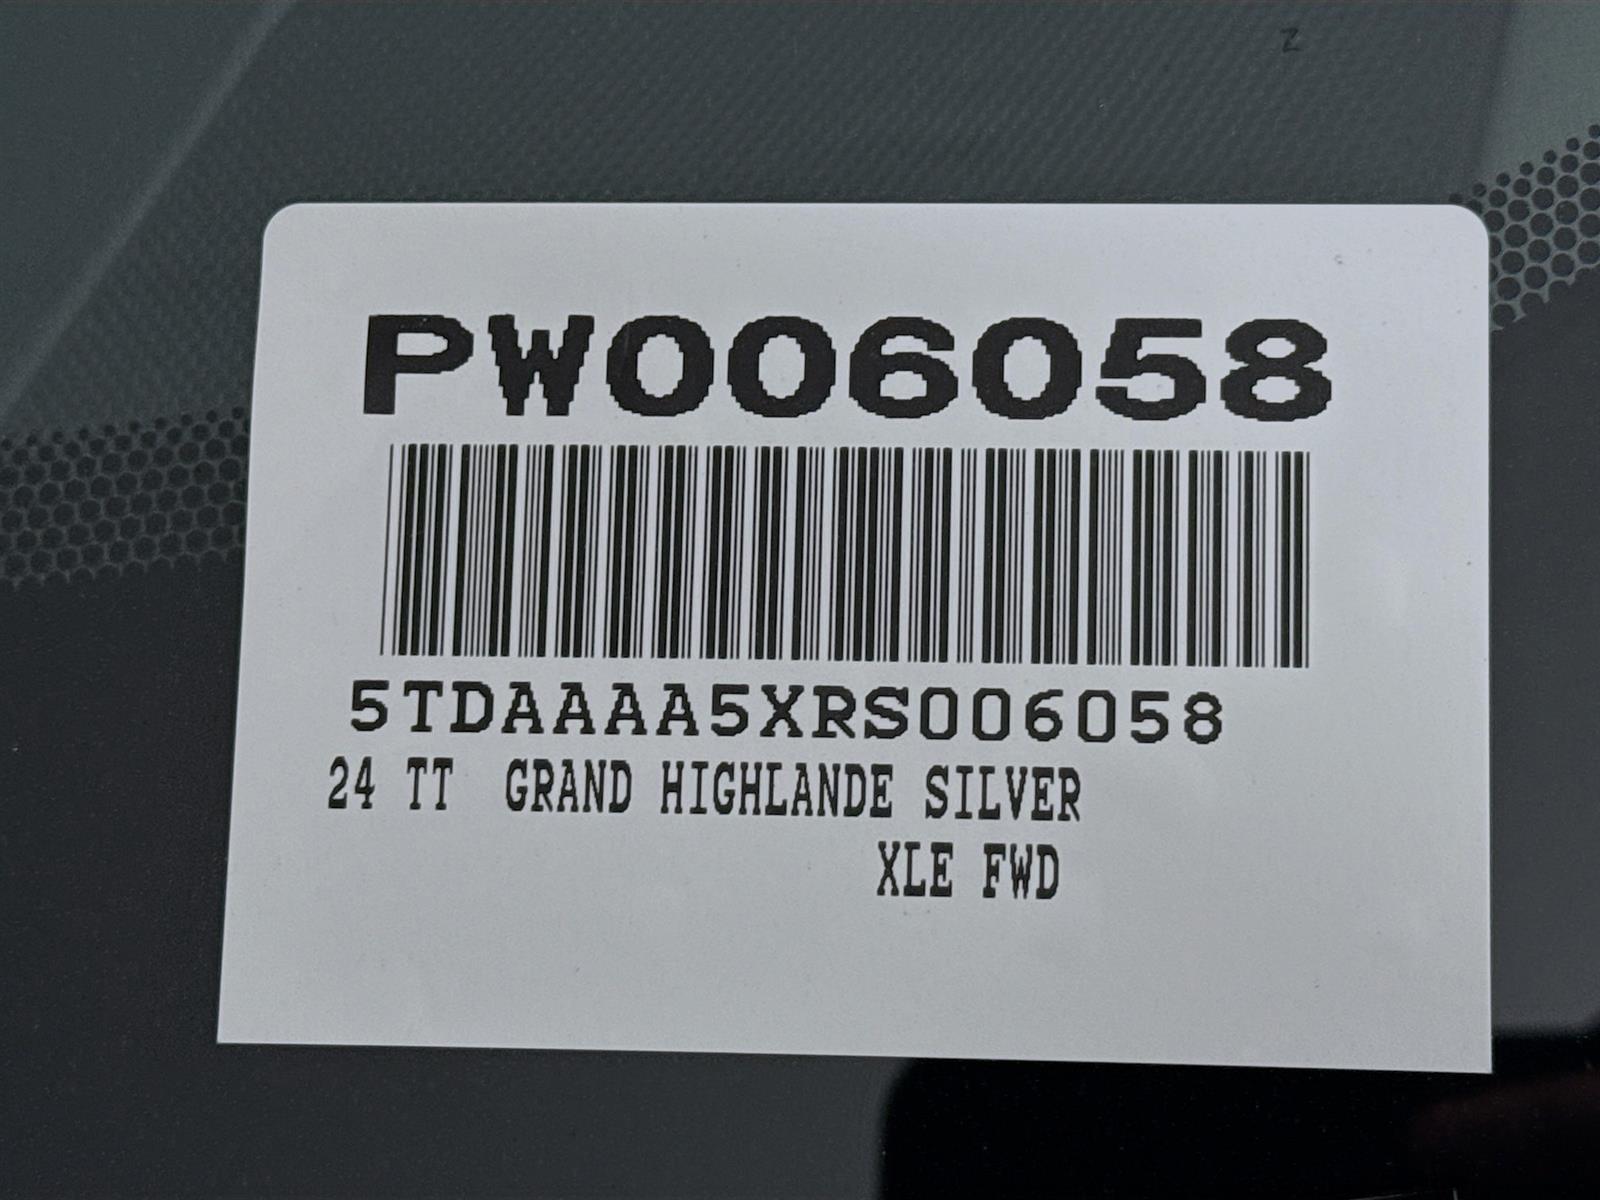 Z
PW006058
5TDAAAA5XRS006058
24 TT GRAND HIGHLANDE SILVER
XLE FWD